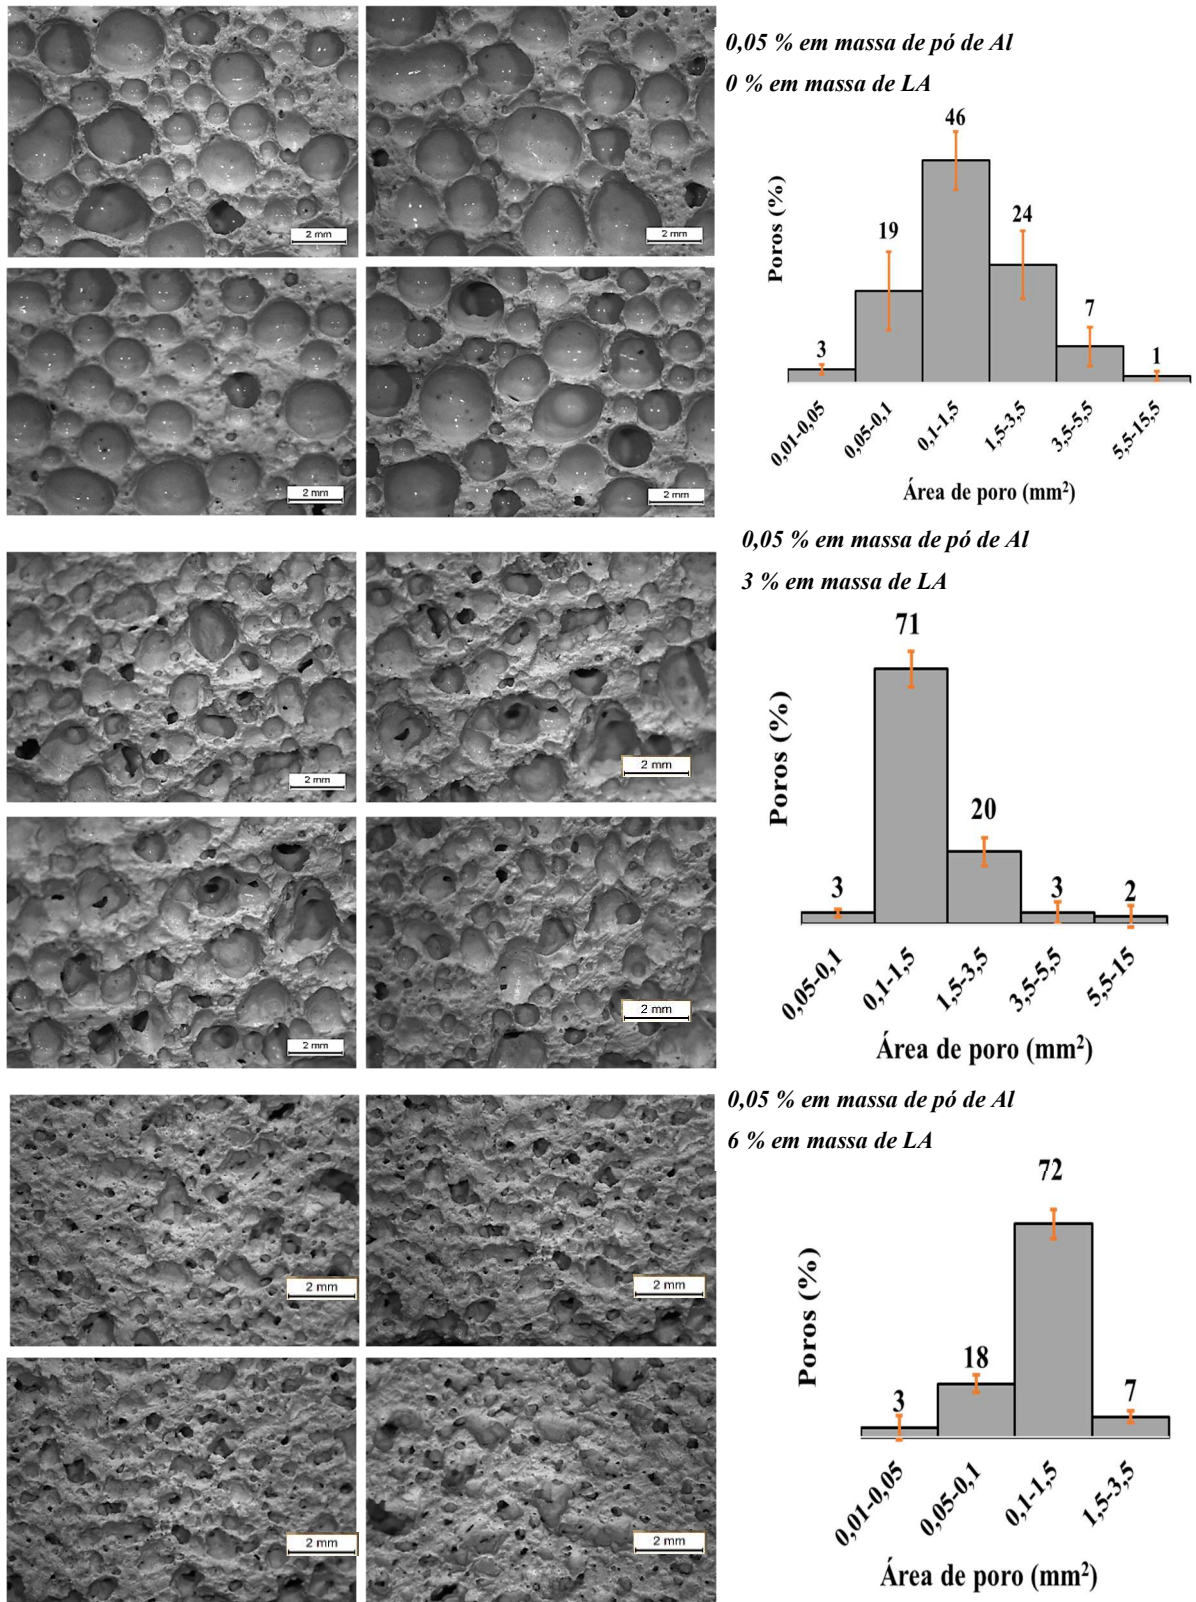 0,05 % em massa de pó de Al
0 % em massa de LA
46
24
19
7
3
1
Poros (%)
0,01-0,05
0,05-0,1
0,1-1,5
1,5-3,5
3,5-5,5
5,5-15,5
Área de poro (mm²)
2 mm
2 mm
2 mm
2 mm
0,05 % em massa de pó de Al
3 % em massa de LA
71
20
3
3
2
Poros (%)
0,05-0,1
0,1-1,5
1,5-3,5
3,5-5,5
5,5-15
Área de poro (mm²)
2 mm
2 mm
2 mm
2 mm
0,05 % em massa de pó de Al
6 % em massa de LA
72
18
3
7
Poros (%)
0,01-0,05
0,05-0,1
0,1-1,5
1,5-3,5
Área de poro (mm²)
2 mm
2 mm
2 mm
2 mm